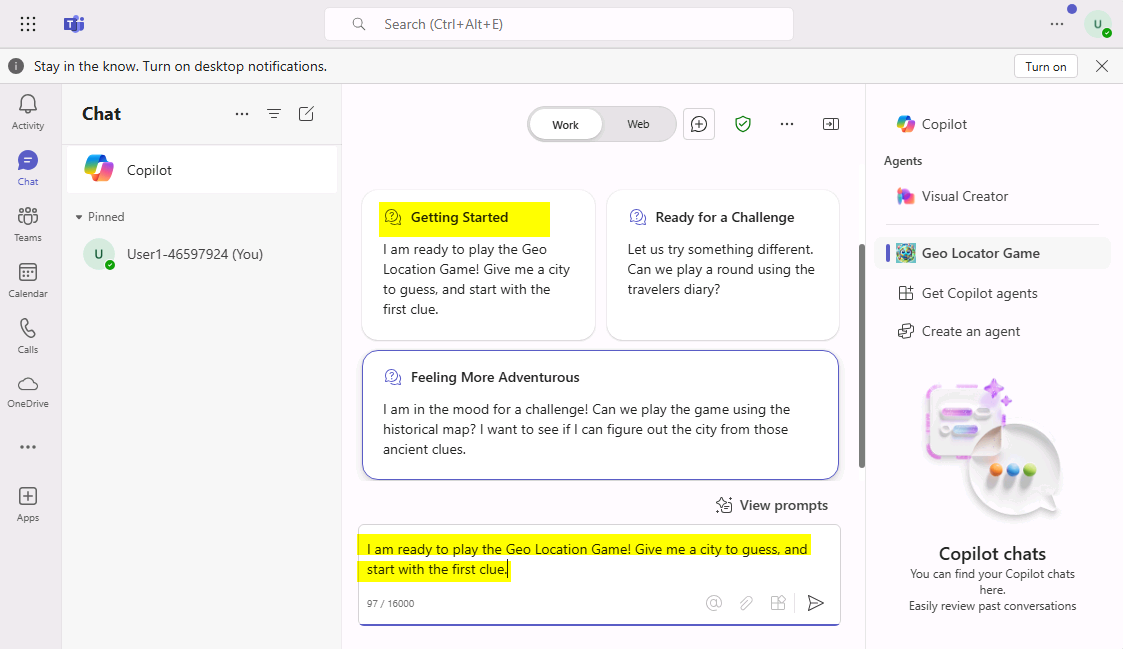 Search (Ctrl+Alt+E)
U
Stay in the know. Turn on desktop notifications.
Turn on
Activity
Chat
Teams
Calendar
Calls
OneDrive
Apps
Chat
Copilot
Pinned
U
User1-46597924 (You)
Work
Web
Getting Started
I am ready to play the Geo
Location Game! Give me a city
to guess, and start with the
first clue.
Ready for a Challenge
Let us try something different.
Can we play a round using the
travelers diary?
Feeling More Adventurous
I am in the mood for a challenge! Can we play the game using the
historical map? I want to see if I can figure out the city from those
ancient clues.
View prompts
I am ready to play the Geo Location Game! Give me a city to guess, and
start with the first clue.
97 / 16000
Copilot
Agents
Visual Creator
Geo Locator Game
Get Copilot agents
Create an agent
Copilot chats
You can find your Copilot chats
here.
Easily review past conversations